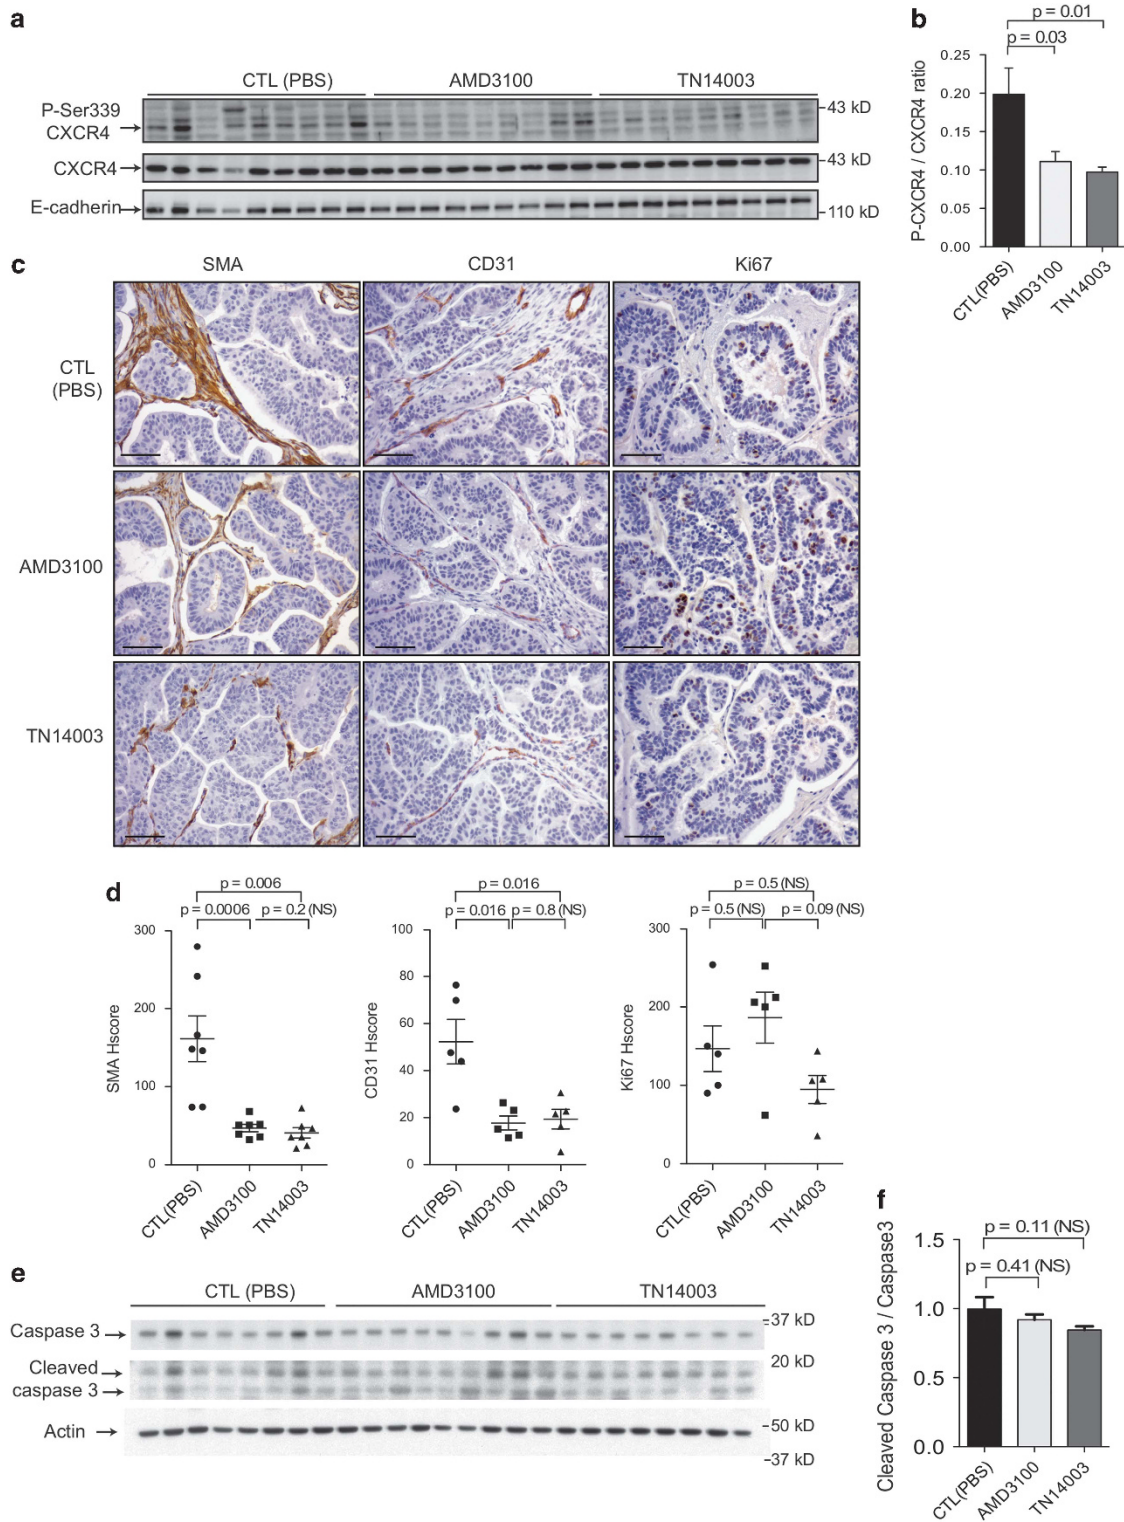 a
CTL (PBS) AMD3100 TN14003
P-Ser339
CXCR4
43 kD
CXCR4
43 kD
E-cadherin
110 kD
b
p = 0.01
p = 0.03
P-CXCR4 / CXCR4 ratio
0.25
0.20
0.15
0.10
0.05
0.00
CTL(PBS) AMD3100 TN14003
c
SMA CD31 Ki67
CTL
(PBS)
AMD3100
TN14003
d
p = 0.006
p = 0.0006 p = 0.2 (NS)
SMA Hscore
300
200
100
0
CTL(PBS) AMD3100 TN14003
p = 0.016
p = 0.016 p = 0.8 (NS)
CD31 Hscore
100
80
60
40
20
0
CTL(PBS) AMD3100 TN14003
p = 0.5 (NS)
p = 0.5 (NS) p = 0.09 (NS)
Ki67 Hscore
300
200
100
0
CTL(PBS) AMD3100 TN14003
e
CTL (PBS) AMD3100 TN14003
Caspase 3
37 kD
Cleaved
caspase 3
20 kD
Actin
50 kD
37 kD
f
p = 0.11 (NS)
p = 0.41 (NS)
Cleaved Caspase 3 / Caspase3
1.5
1.0
0.5
0.0
CTL(PBS) AMD3100 TN14003